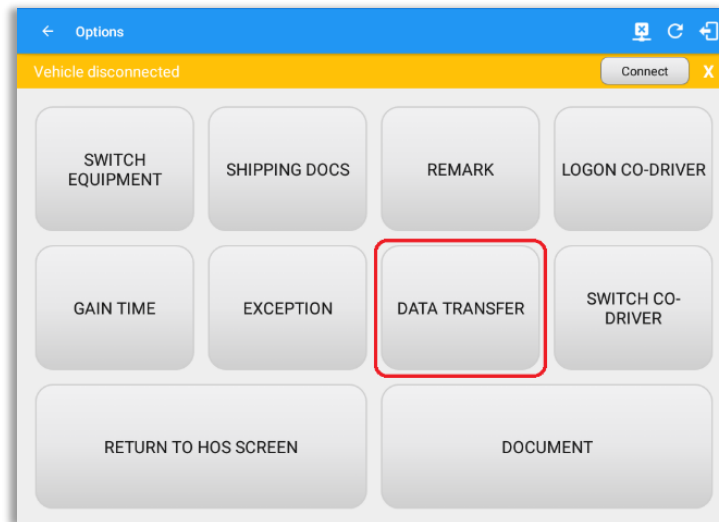 Options
Vehicle disconnected
Connect
X
SWITCH
EQUIPMENT
SHIPPING DOCS
REMARK
LOGON CO-DRIVER
GAIN TIME
EXCEPTION
DATA TRANSFER
SWITCH CO-
DRIVER
RETURN TO HOS SCREEN
DOCUMENT